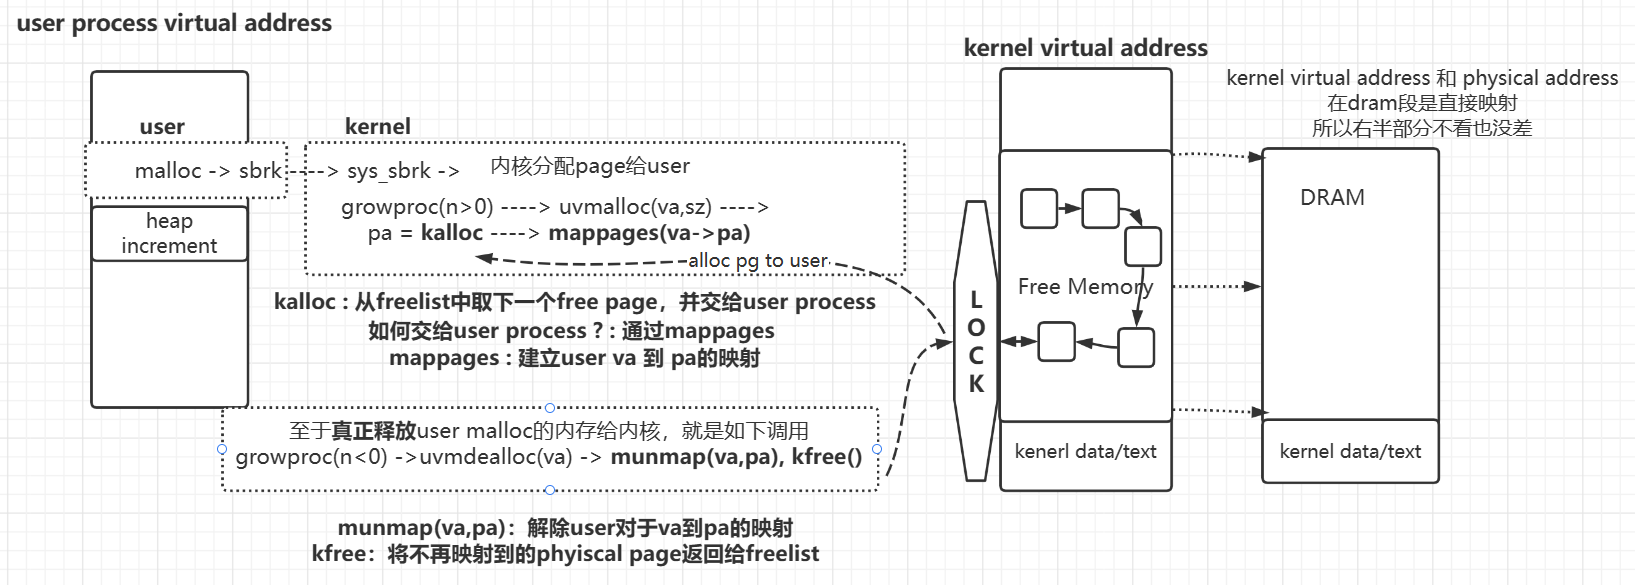 user process virtual address
kernel virtual address
kernel virtual address 和 physical address
在dram段是直接映射
所以右半部分不看也没差
user
kernel
malloc -> sbrk ----> sys_sbrk ->
内核分配page给user
growproc(n>0) ----> uvmalloc(va,sz) ---->
pa = kalloc ----> mappages(va->pa)
alloc pg to user
heap
increment
kalloc : 从freelist中取下一个free page，并交给user process
如何交给user process ? : 通过mappages
mappages : 建立user va 到 pa的映射
L
O
C
K
Free Memory
DRAM
至于真正释放user malloc的内存给内核，就是如下调用
growproc(n<0) ->uvmdealloc(va) -> munmap(va,pa), kfree()
kenerl data/text
kernel data/text
munmap(va,pa)：解除user对于va到pa的映射
kfree：将不再映射到的phyiscal page返回给freelist